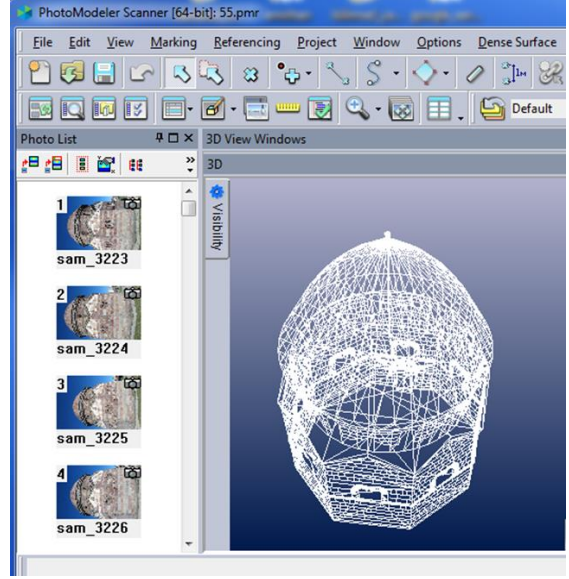 PhotoModeler Scanner [64-bit]: 55.pmr
File Edit View Marking Referencing Project Window Options Dense Surface
Default
Photo List 3D View Windows
3D
Visibility
1
sam_3223
2
sam_3224
3
sam_3225
4
sam_3226